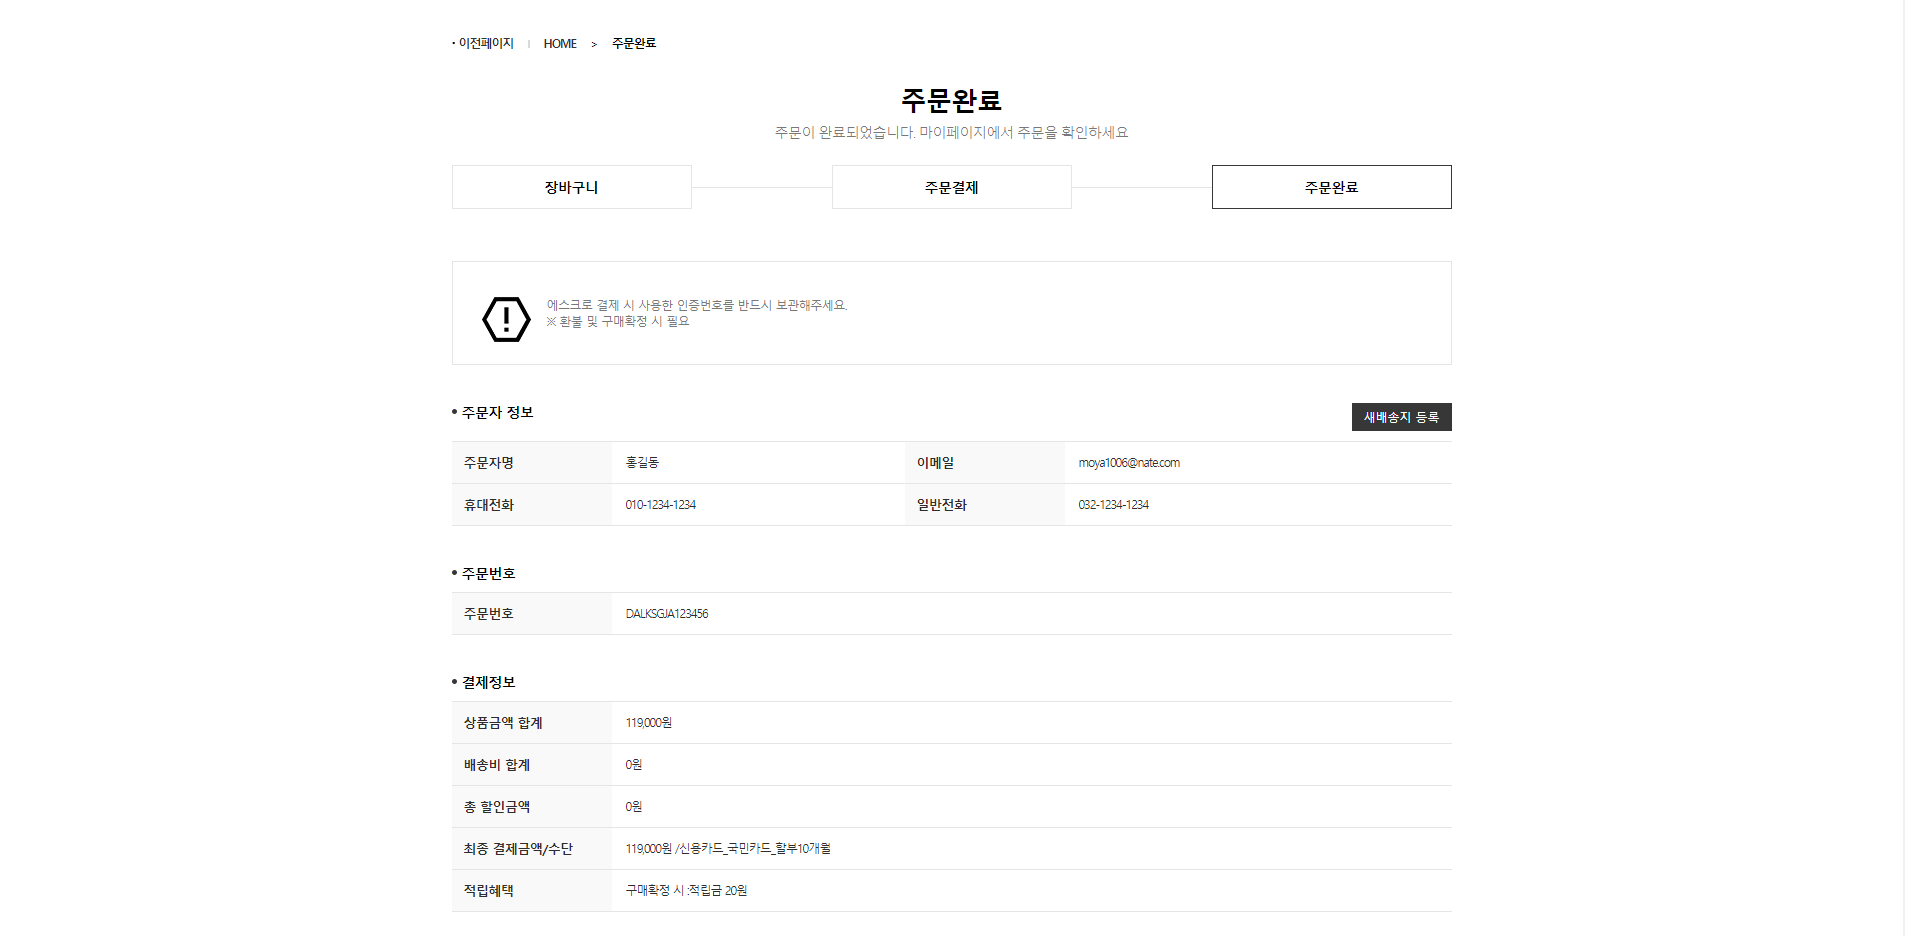 · 이전페이지 | HOME > 주문완료
주문완료
주문이 완료되었습니다. 마이페이지에서 주문을 확인하세요
장바구니 주문결제 주문완료
에스크로 결제 시 사용한 인증번호를 반드시 보관해주세요.
※ 환불 및 구매확정 시 필요
• 주문자 정보 새배송지 등록
주문자명 홍길동 이메일 moya1006@nate.com
휴대전화 010-1234-1234 일반전화 032-1234-1234
• 주문번호
주문번호 DALKSGJA123456
• 결제정보
상품금액 합계 119,000원
배송비 합계 0원
총 할인금액 0원
최종 결제금액/수단 119,000원 /신용카드_국민카드_할부10개월
적립혜택 구매확정 시 :적립금 20원